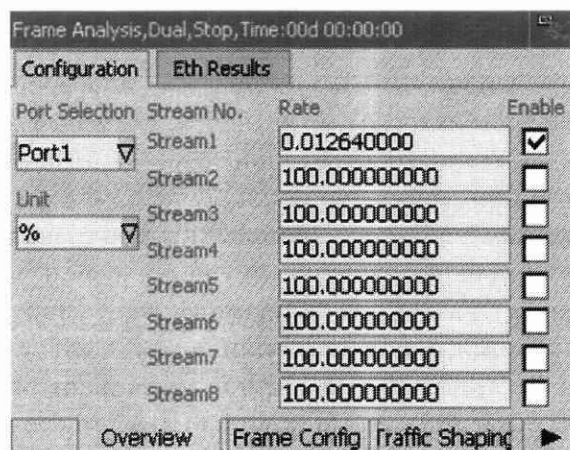 Frame Analysis,Dual,Stop,Time:00d 00:00:00
Configuration Eth Results
Port Selection Stream No. Rate Enable
Port1 Stream1 0.012640000
Stream2 100.000000000
Unit Stream3 100.000000000
% Stream4 100.000000000
Stream5 100.000000000
Stream6 100.000000000
Stream7 100.000000000
Stream8 100.000000000
Overview Frame Config Traffic Shaping